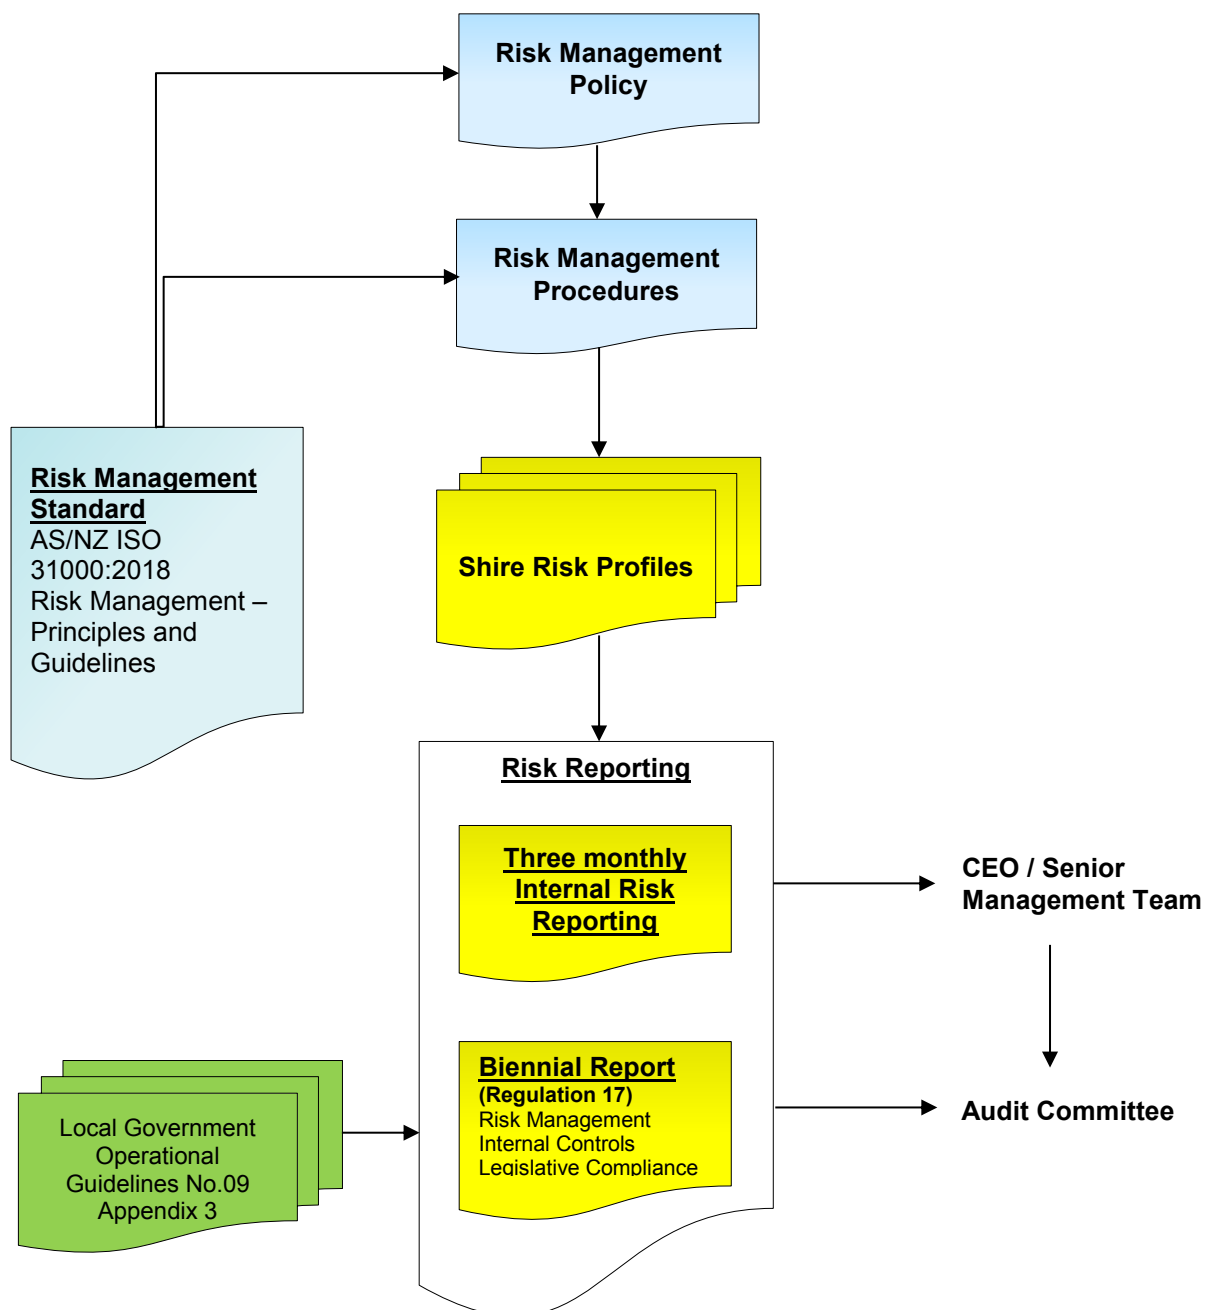 Risk Management
Policy
Risk Management
Procedures
Risk Management
Standard
AS/NZ ISO
31000:2018
Risk Management –
Principles and
Guidelines
Shire Risk Profiles
Risk Reporting
Three monthly
Internal Risk
Reporting
CEO / Senior
Management Team
Biennial Report
(Regulation 17)
Risk Management
Internal Controls
Legislative Compliance
Audit Committee
Local Government
Operational
Guidelines No.09
Appendix 3